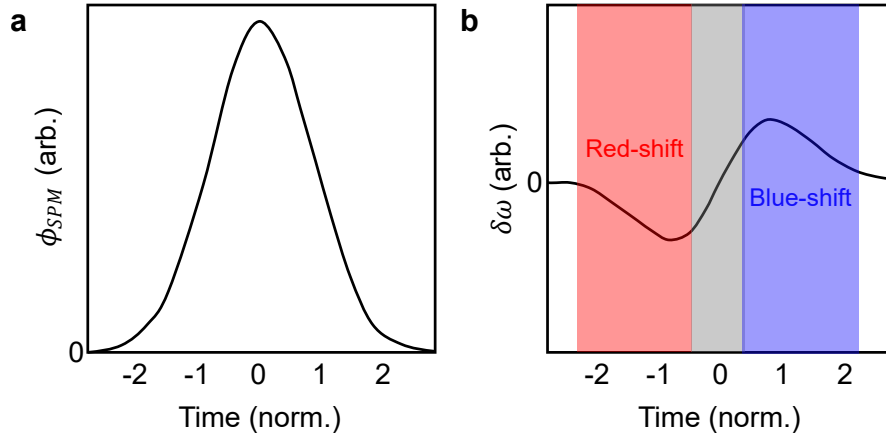 a
ϕSPM (arb.)
0
-2 -1 0 1 2
Time (norm.)
b
δω (arb.)
0
Red-shift
Blue-shift
-2 -1 0 1 2
Time (norm.)